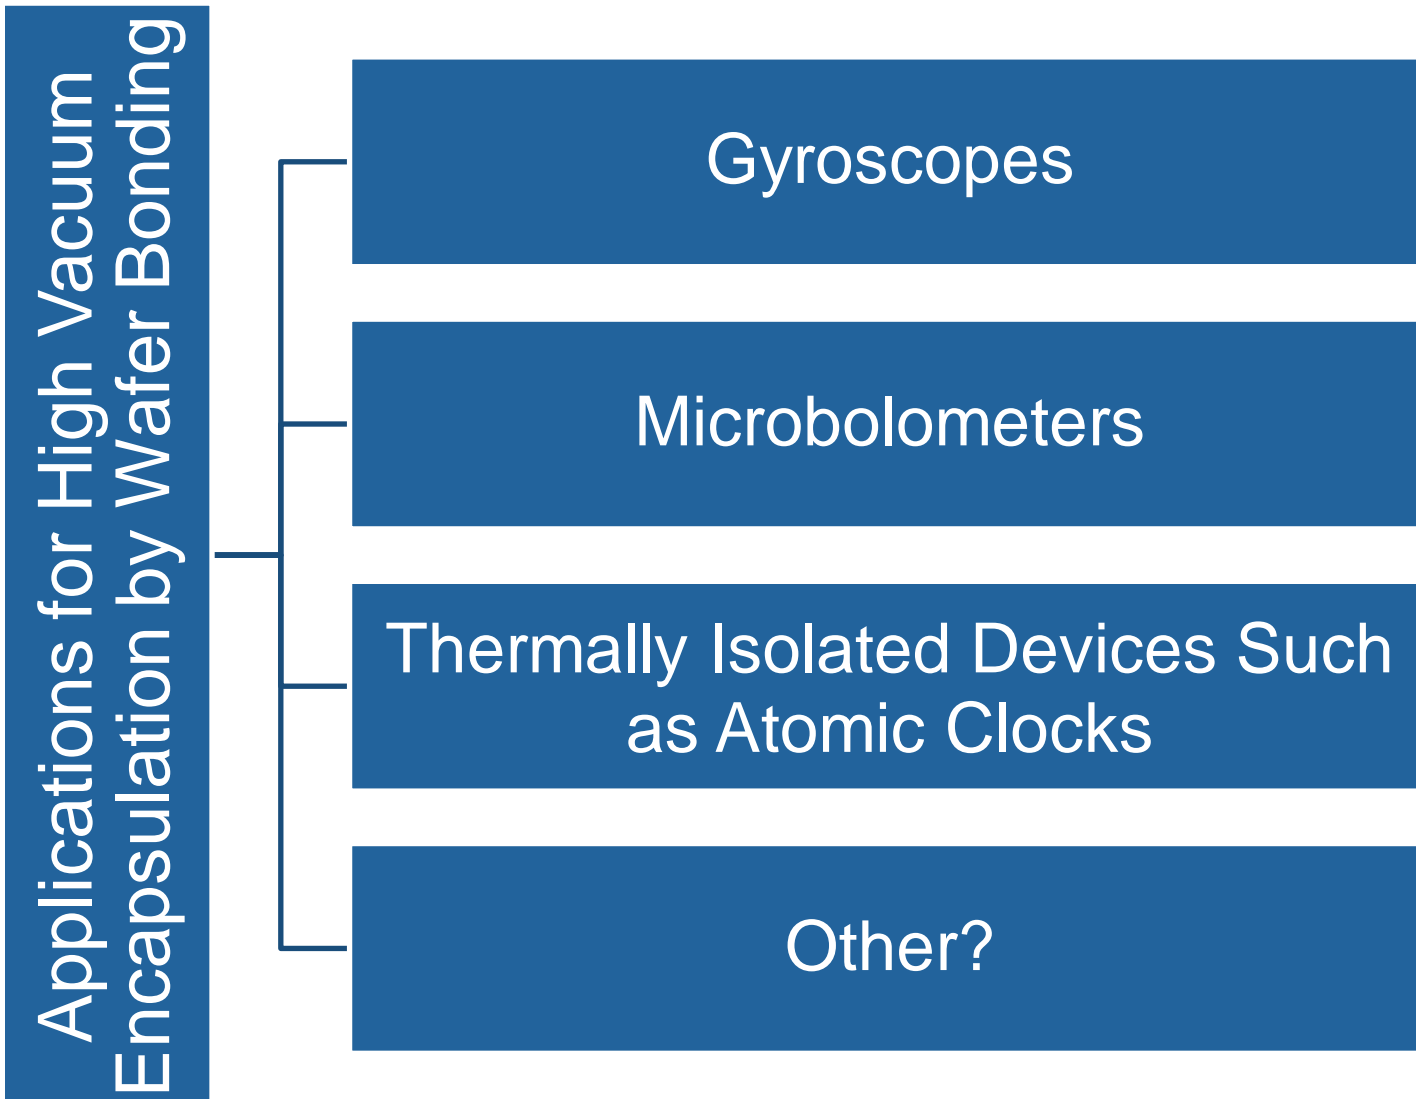 Applications for High Vacuum
Encapsulation by Wafer Bonding
Gyroscopes
Microbolometers
Thermally Isolated Devices Such
as Atomic Clocks
Other?